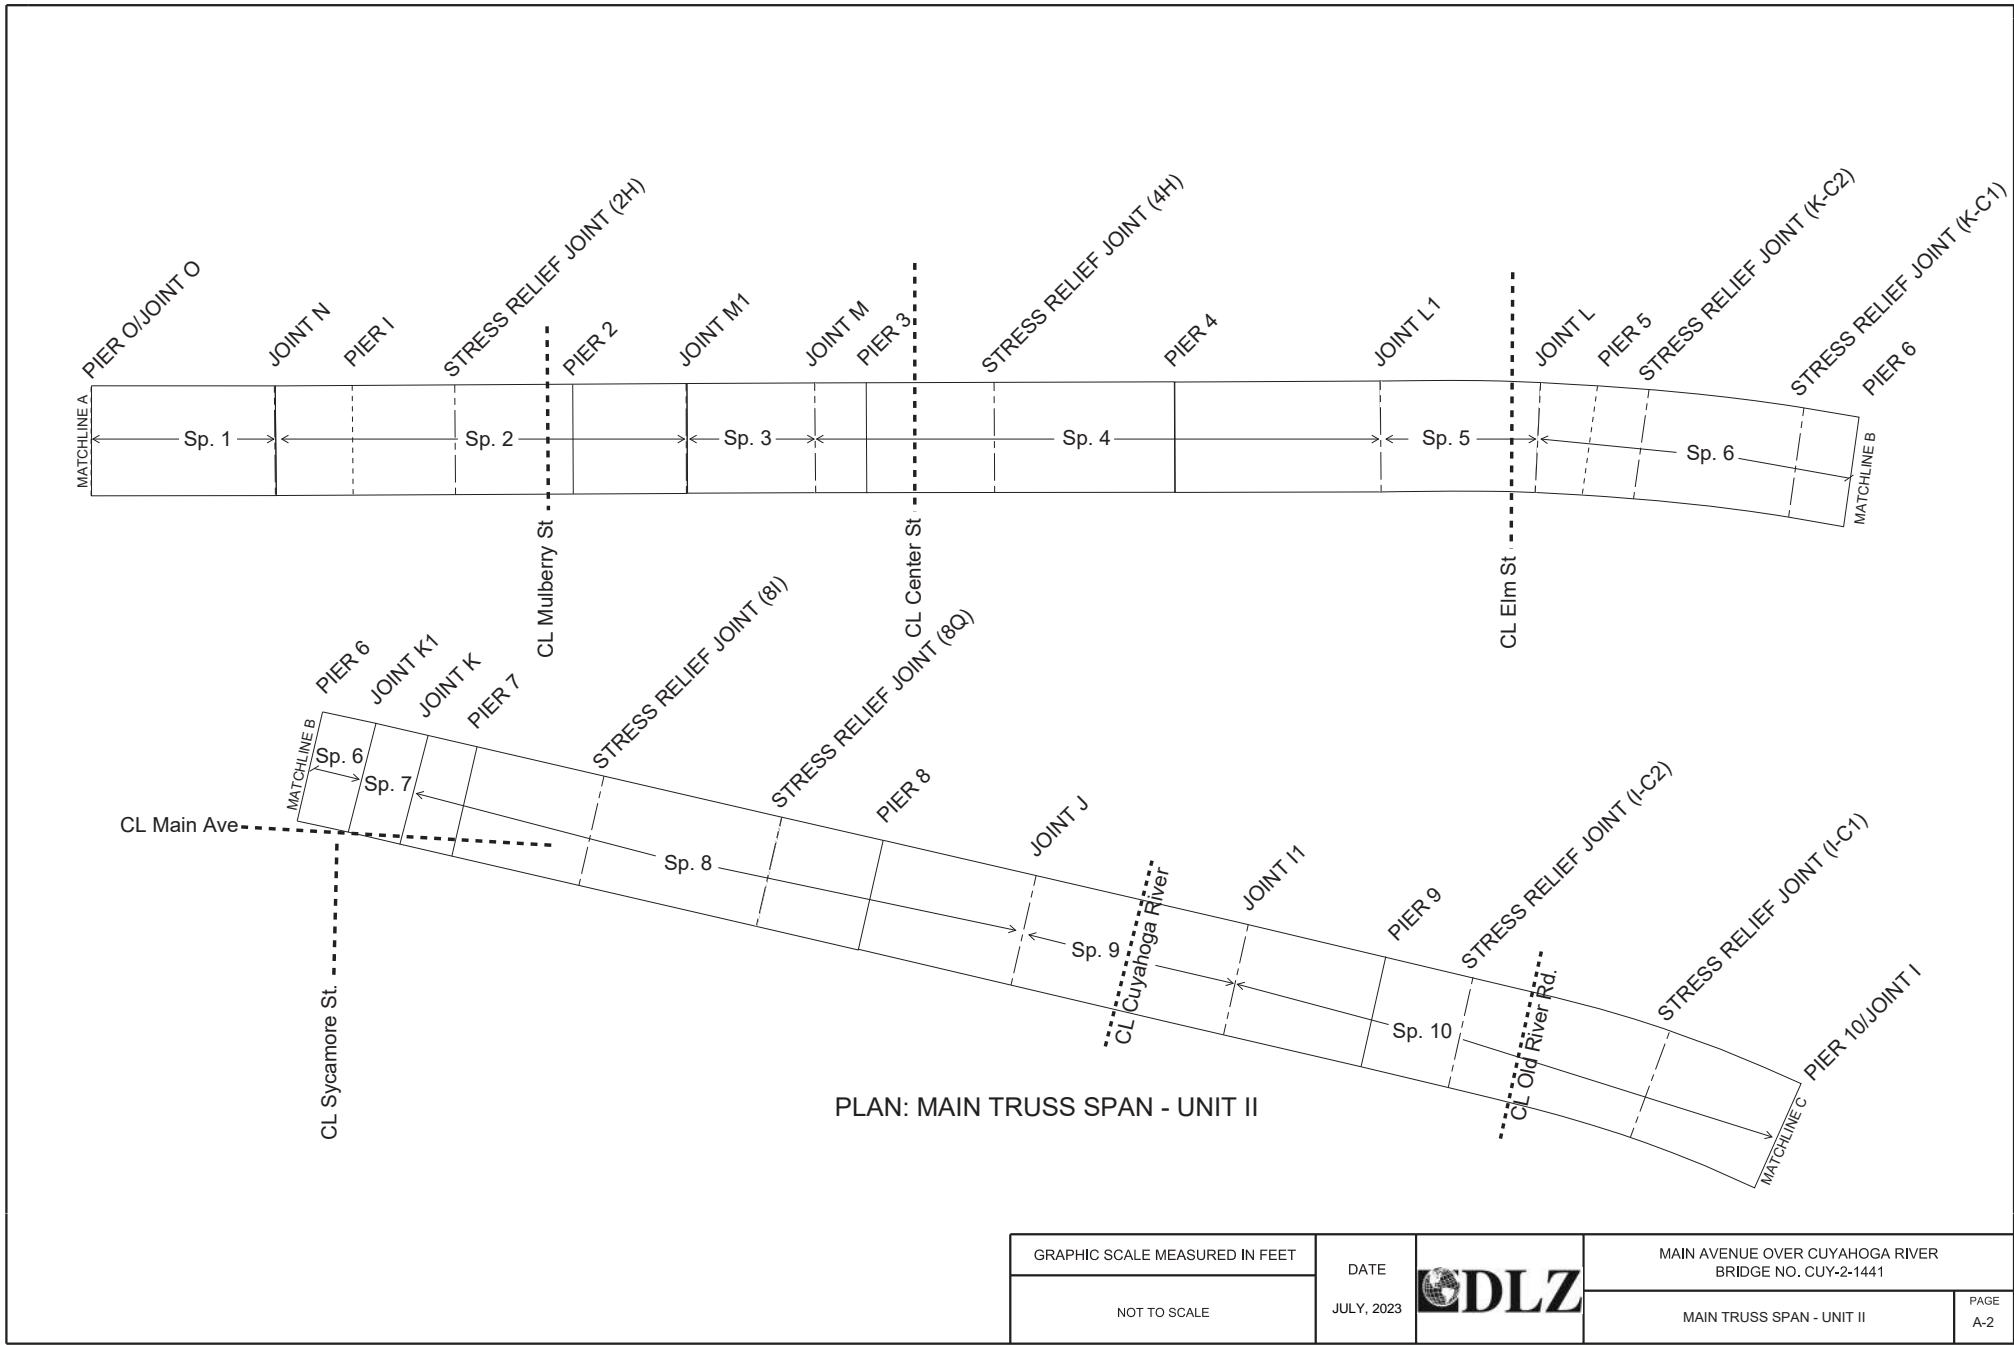 PIER O/JOINT O
JOINT N
PIER I
STRESS RELIEF JOINT (2H)
PIER 2
JOINT M1
JOINT M
PIER 3
STRESS RELIEF JOINT (4H)
PIER 4
JOINT L1
JOINT L
PIER 5
STRESS RELIEF JOINT (K-C2)
STRESS RELIEF JOINT (K-C1)
PIER 6
MATCHLINE A
Sp. 1
Sp. 2
Sp. 3
Sp. 4
Sp. 5
Sp. 6
MATCHLINE B
CL Mulberry St
CL Center St
CL Elm St
PIER 6
JOINT K1
JOINT K
PIER 7
STRESS RELIEF JOINT (8I)
STRESS RELIEF JOINT (8Q)
PIER 8
JOINT J
JOINT I1
PIER 9
STRESS RELIEF JOINT (I-C2)
STRESS RELIEF JOINT (I-C1)
PIER 10/JOINT I
MATCHLINE B
Sp. 6
Sp. 7
Sp. 8
Sp. 9
Sp. 10
MATCHLINE C
CL Main Ave
CL Sycamore St.
CL Cuyahoga River
CL Old River Rd.
PLAN: MAIN TRUSS SPAN - UNIT II
GRAPHIC SCALE MEASURED IN FEET
NOT TO SCALE
DATE
JULY, 2023
DLZ
MAIN AVENUE OVER CUYAHOGA RIVER
BRIDGE NO. CUY-2-1441
MAIN TRUSS SPAN - UNIT II
PAGE
A-2